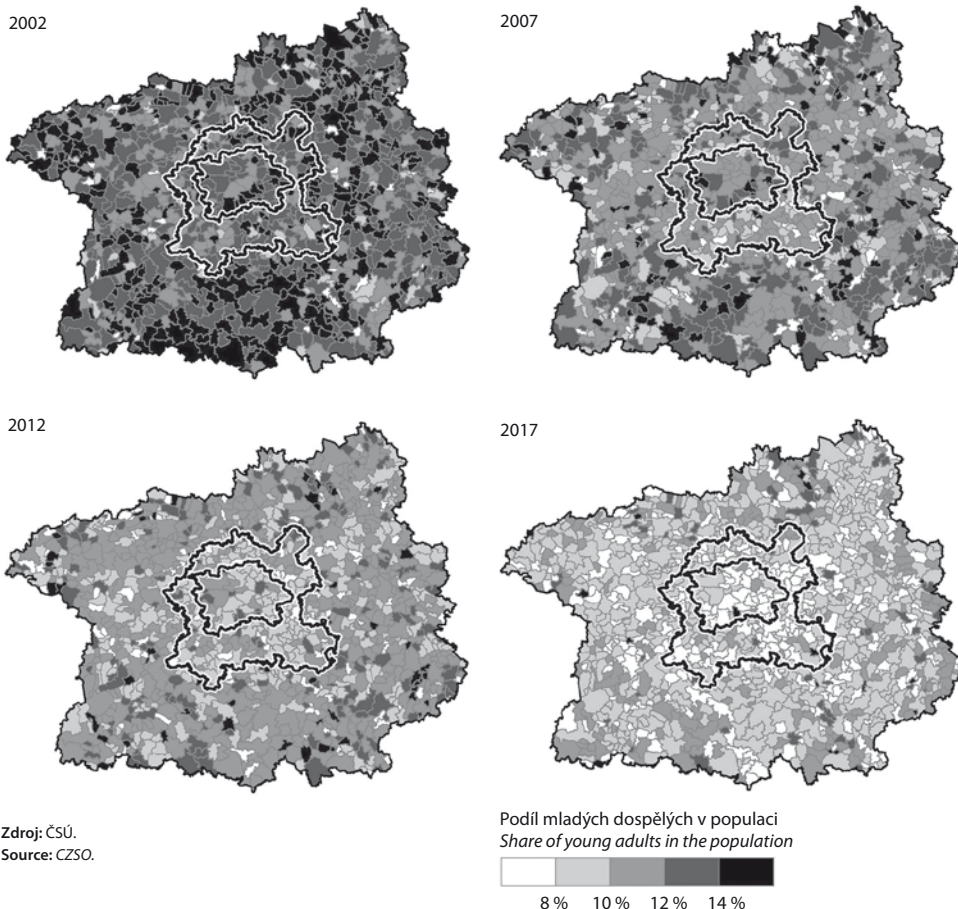 2002
2007
2012
2017
Zdroj: ČSÚ.
Source: CZSO.
Podíl mladých dospělých v populaci
Share of young adults in the population
8 % 10 % 12 % 14 %